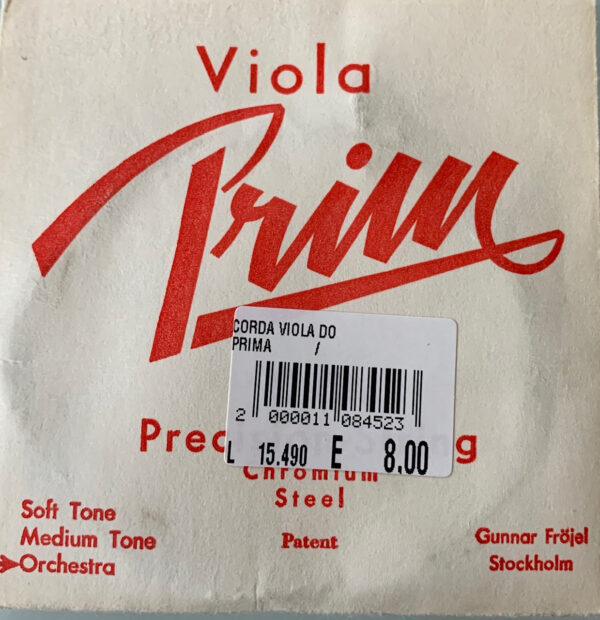 Viola
Prim
CORDA VIOLA DO
PRIMA /
2 000011 084523
L 15.490 E 8.00
Chromium
Steel
Soft Tone
Medium Tone
Orchestra
Patent
Gunnar Fröjel
Stockholm